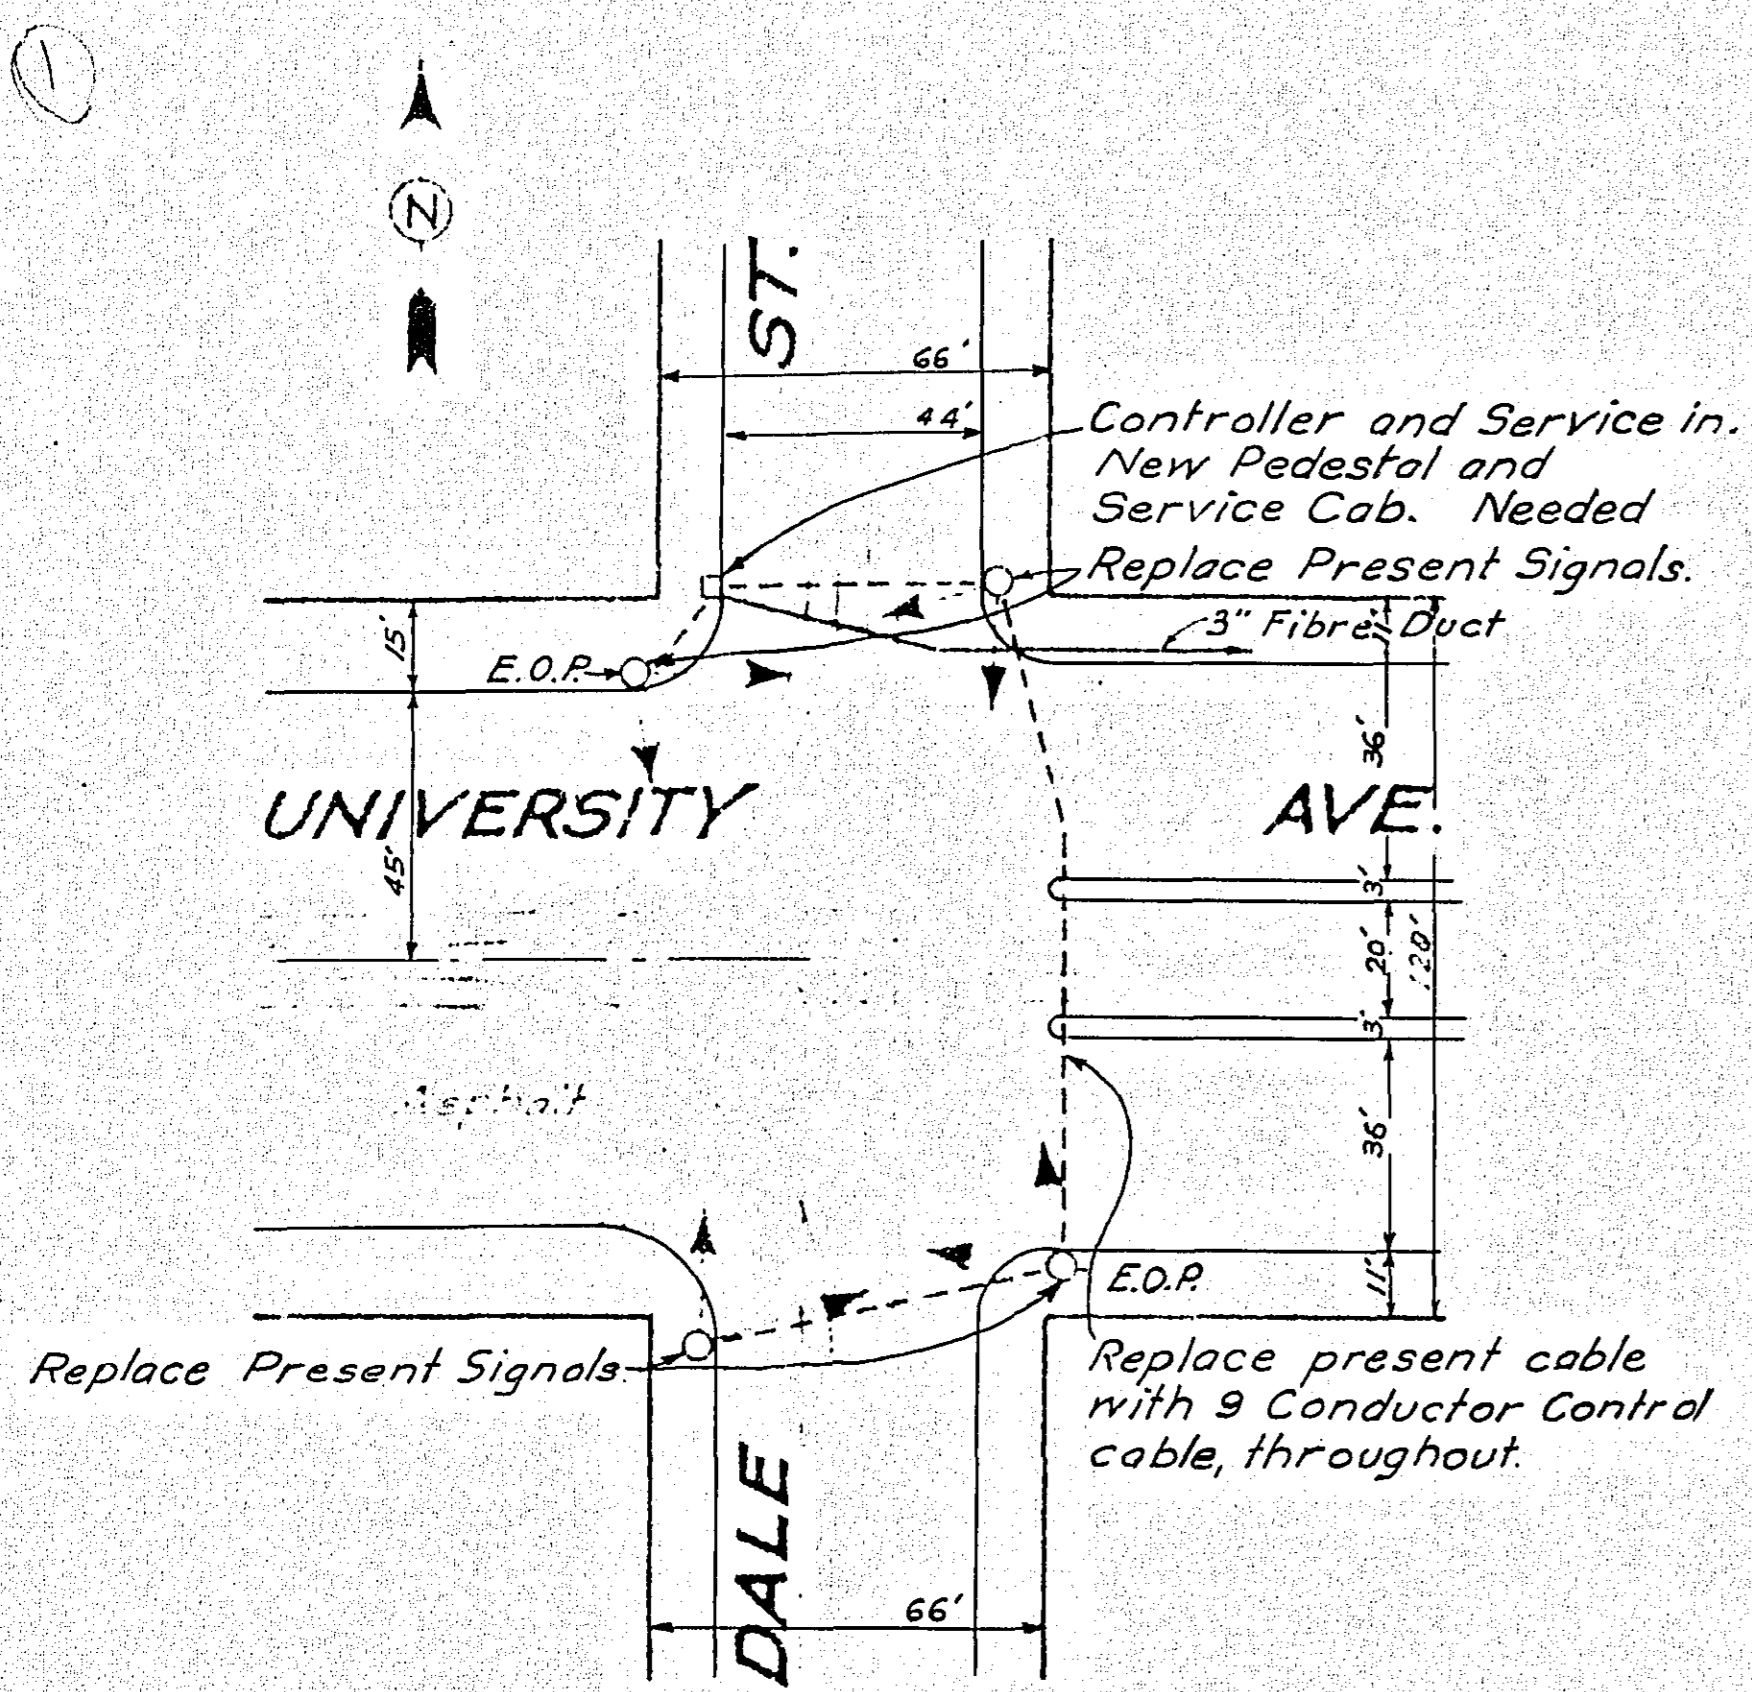 1
N
ST.
66'
44'
Controller and Service in.
New Pedestal and
Service Cab. Needed
Replace Present Signals.
3" Fibre Duct
15'
E.O.P.
36'
UNIVERSITY AVE.
45'
3'
20'
120'
3'
Asphalt
36'
E.O.P.
11'
Replace Present Signals.
Replace present cable
with 9 Conductor Control
cable, throughout.
DALE
66'